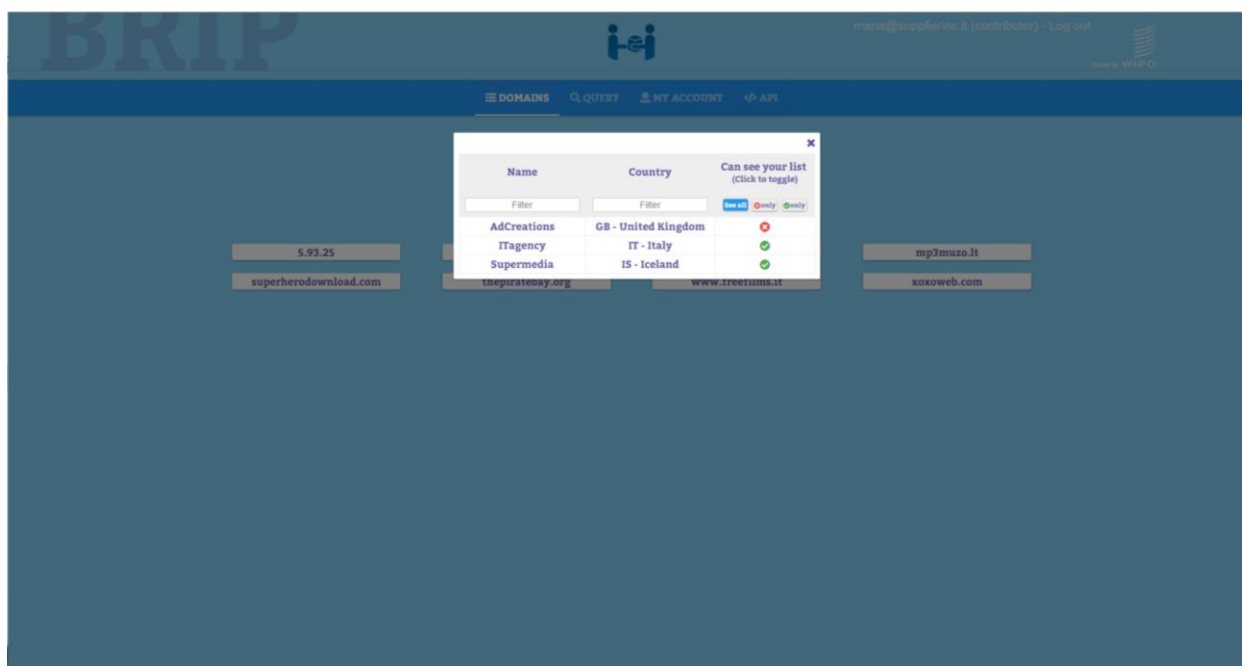 BRIP
maria@supplierinc.it (contributor) - Log out
WIPO
DOMAINS QUERY MY ACCOUNT </> API
Name Country Can see your list
(Click to toggle)
Filter Filter See all only only
AdCreations GB - United Kingdom
ITagency IT - Italy
Supermedia IS - Iceland
5.93.25 mp3muzo.lt
superherodownload.com thepiratebay.org www.freefilms.it xoxoweb.com